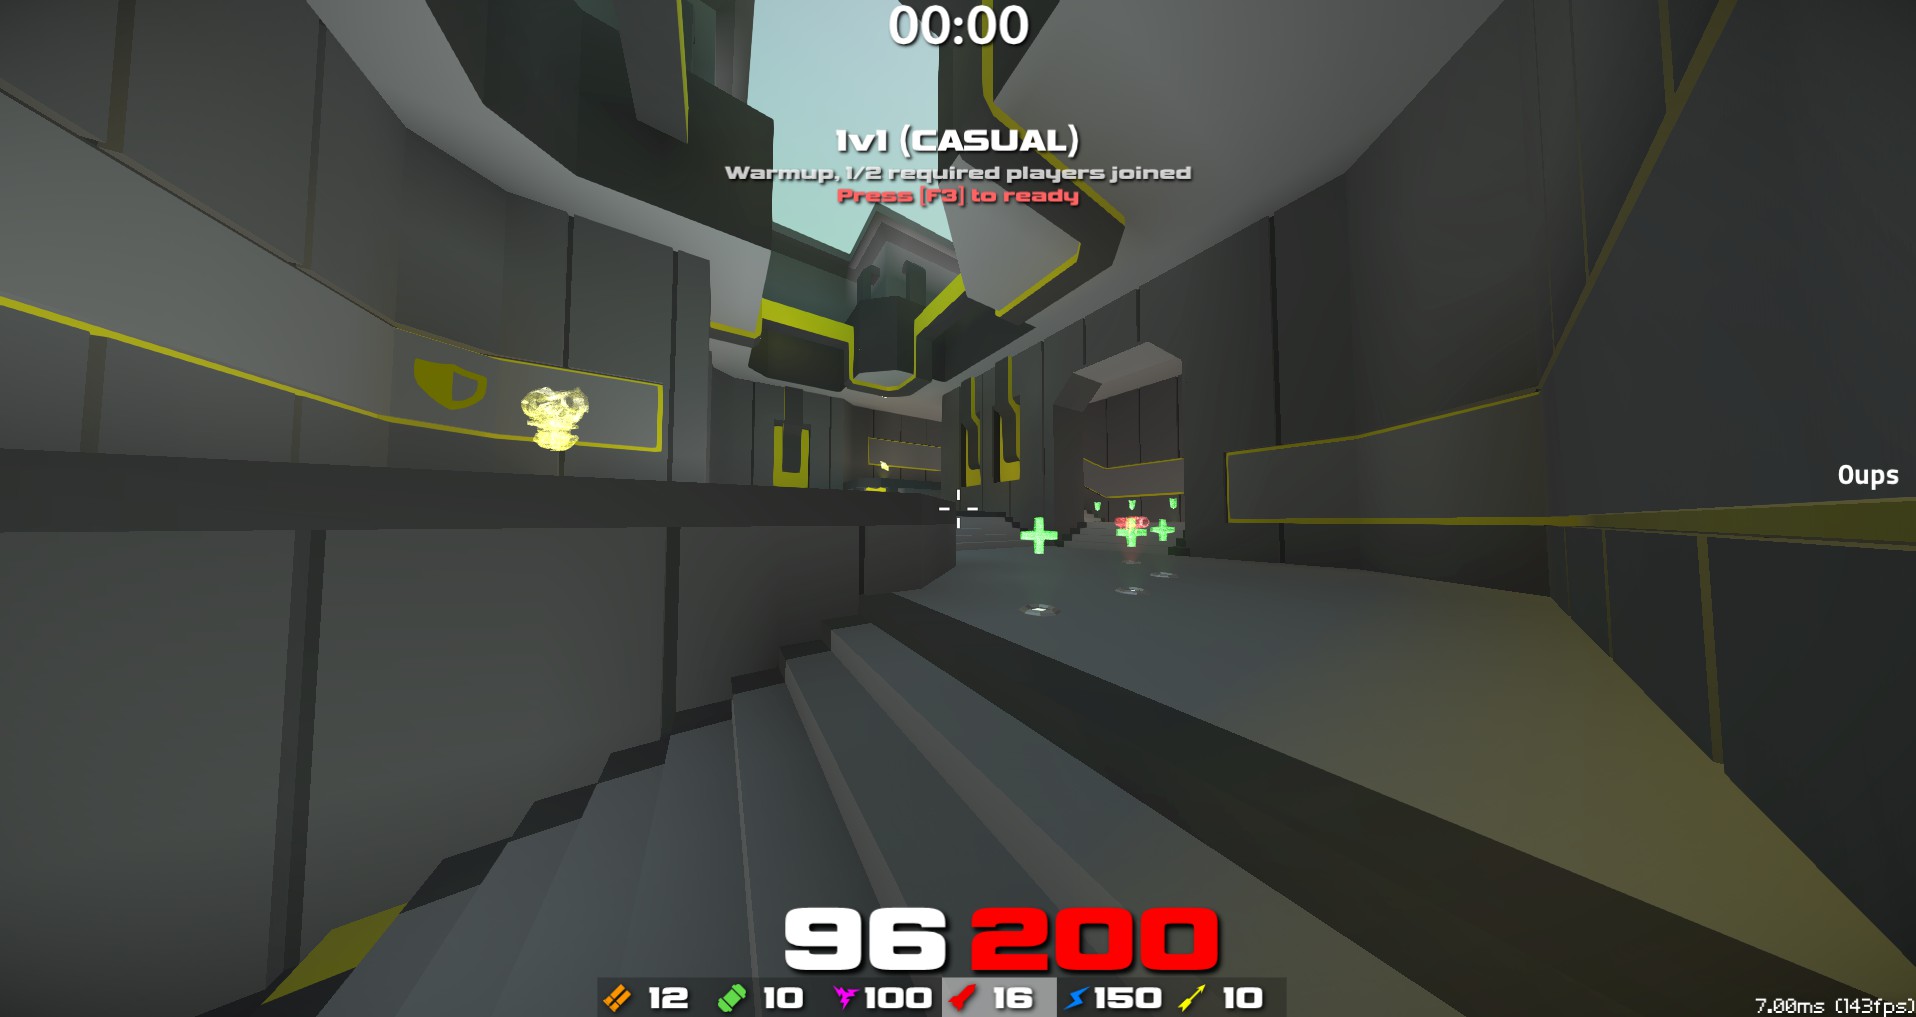 00:00
1v1 (CASUAL)
Warmup, 1/2 required players joined
Press [F3] to ready
Oups
96 200
12 10 100 16 150 10
7.00ms (143fps)